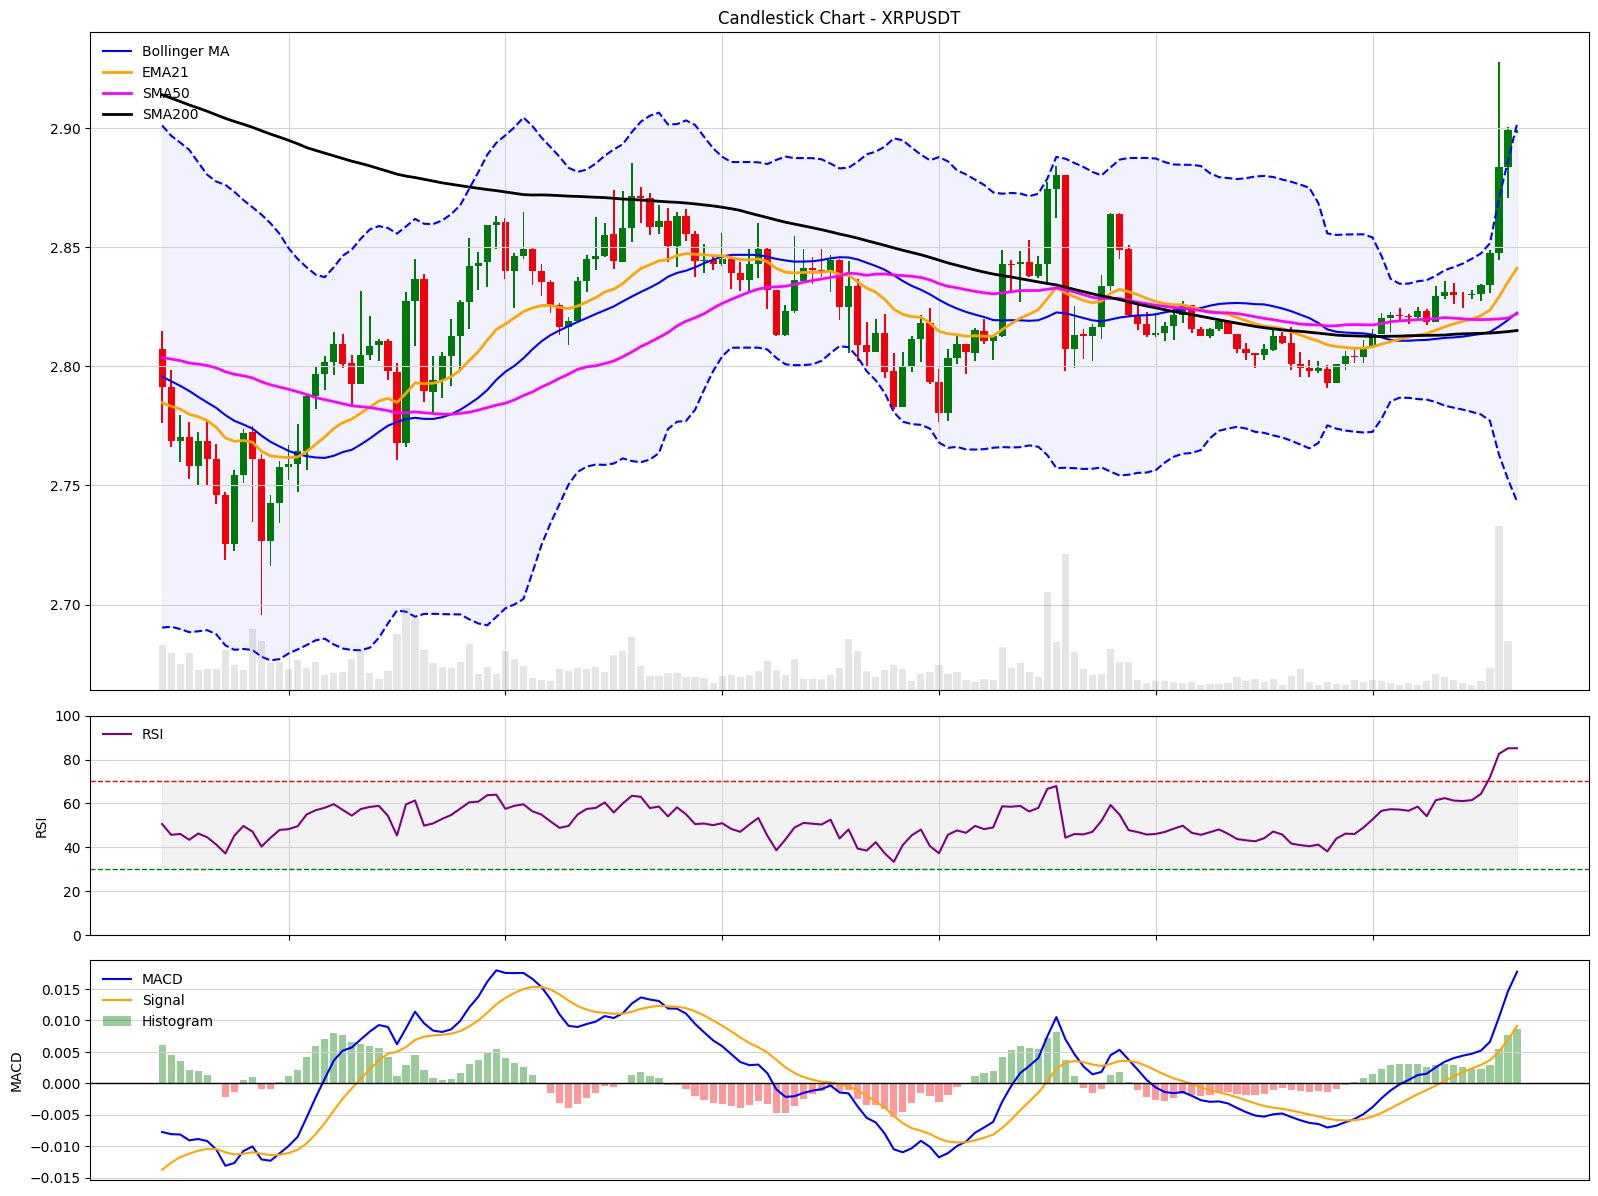 Candlestick Chart - XRPUSDT
Bollinger MA
EMA21
SMA50
SMA200
2.90
2.85
2.80
2.75
2.70
RSI
100
80
60
40
20
0
RSI
MACD
Signal
Histogram
0.015
0.010
0.005
0.000
−0.005
−0.010
−0.015
MACD